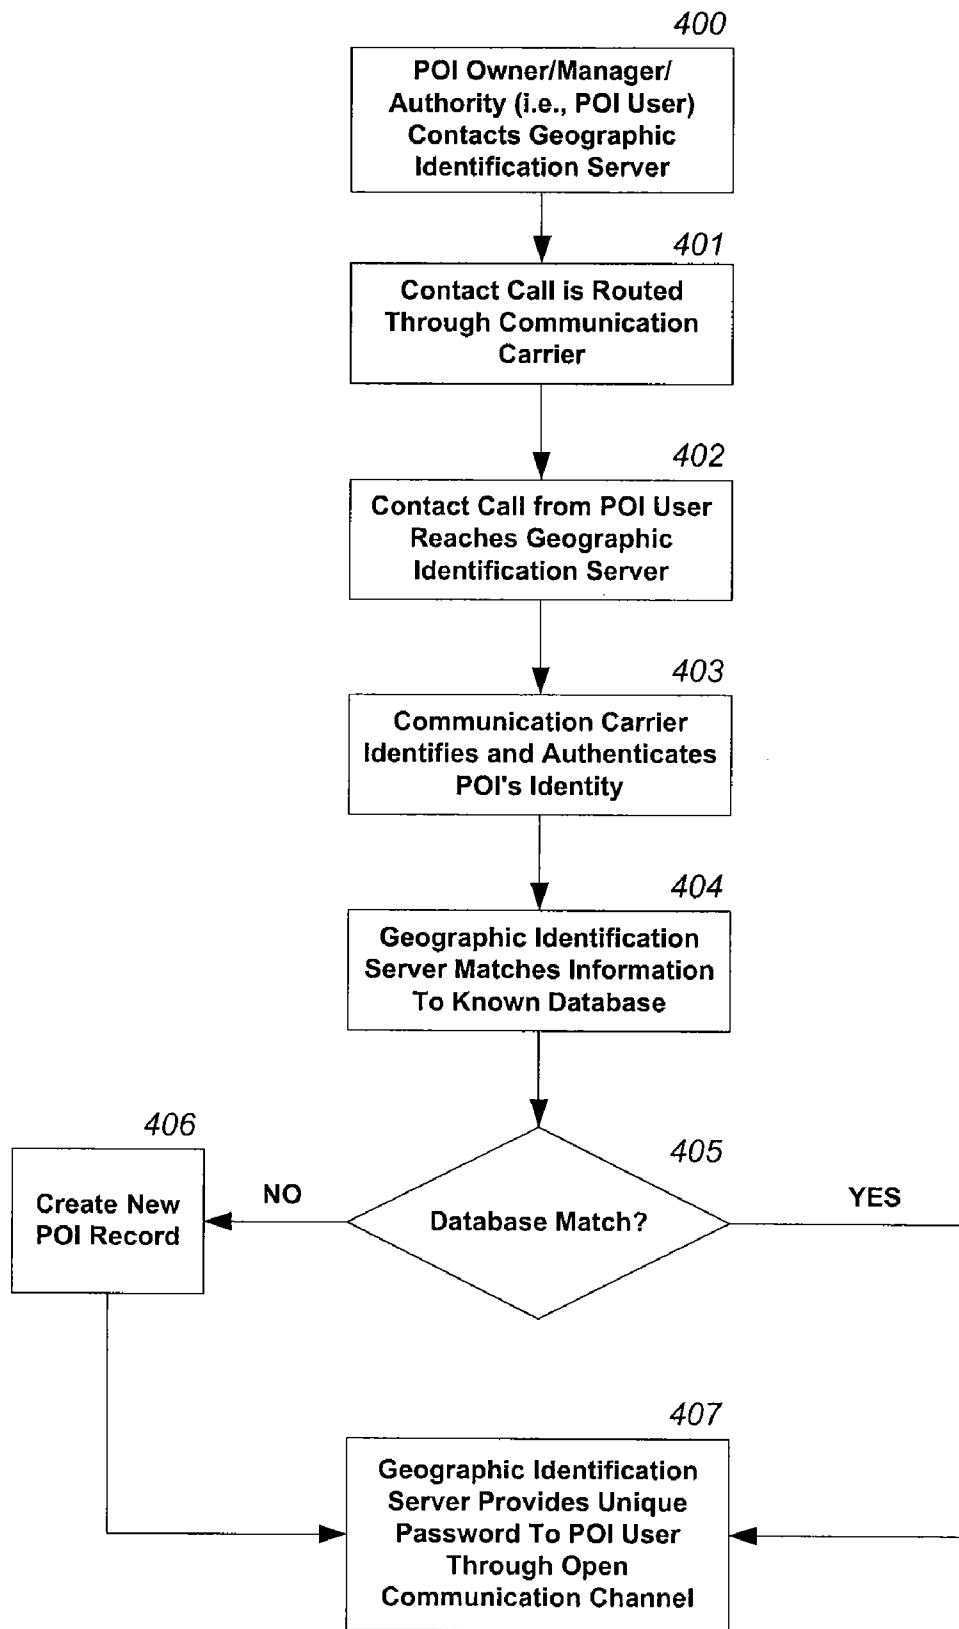 400
POI Owner/Manager/
Authority (i.e., POI User)
Contacts Geographic
Identification Server
401
Contact Call is Routed
Through Communication
Carrier
402
Contact Call from POI User
Reaches Geographic
Identification Server
403
Communication Carrier
Identifies and Authenticates
POI's Identity
404
Geographic Identification
Server Matches Information
To Known Database
405
Database Match?
NO
YES
406
Create New
POI Record
407
Geographic Identification
Server Provides Unique
Password To POI User
Through Open
Communication Channel